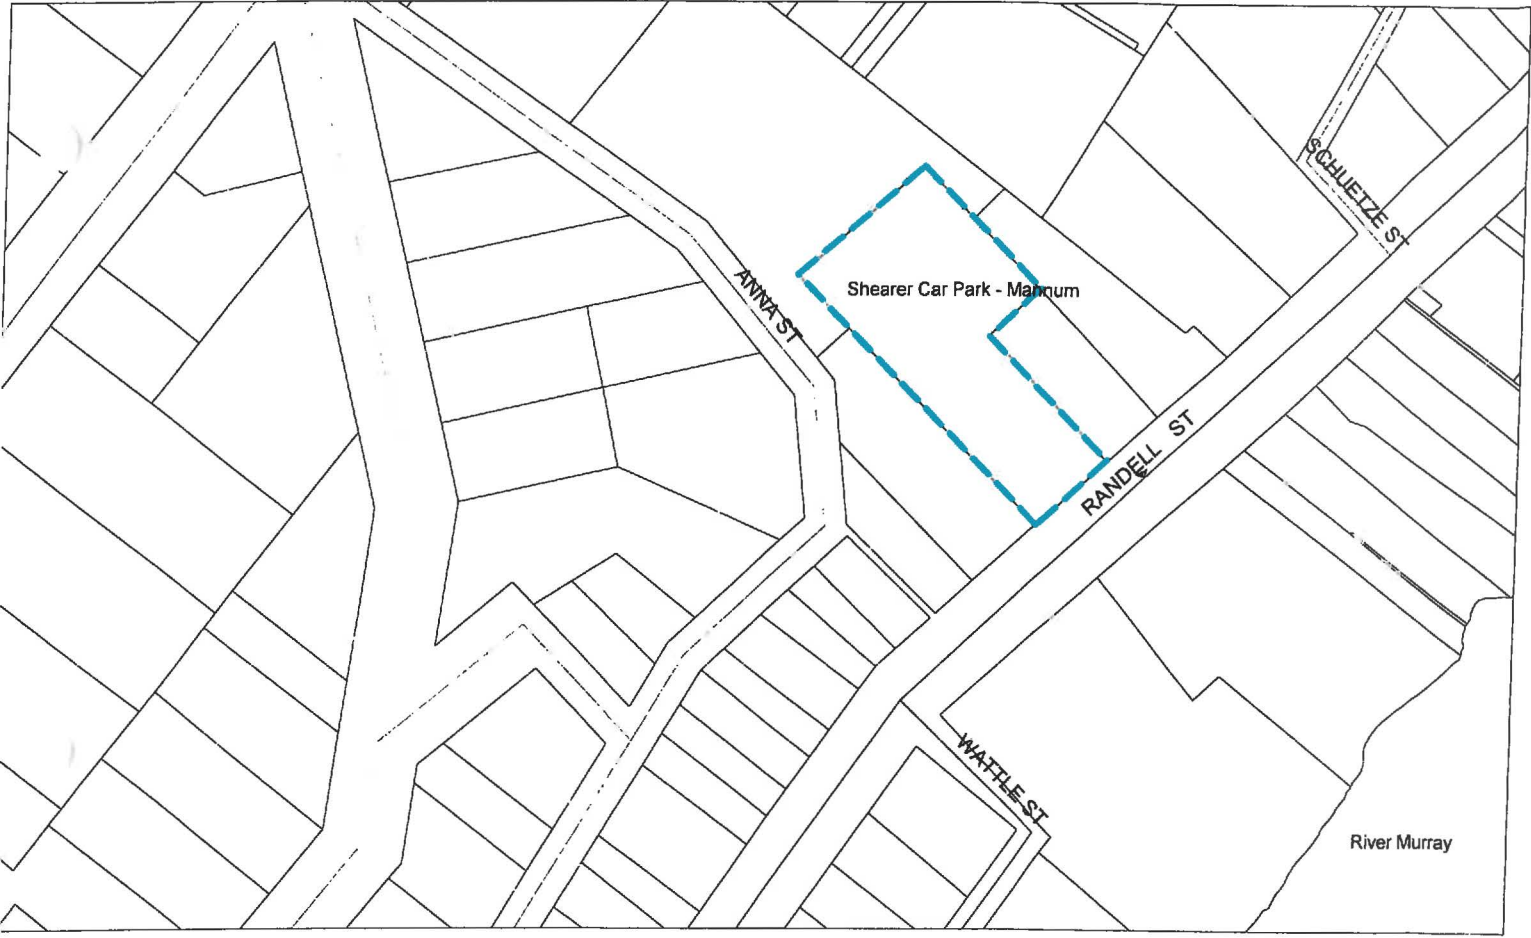 SCHUETZE ST
ANNA ST
Shearer Car Park - Mannum
RANDELL ST
WATTLE ST
River Murray